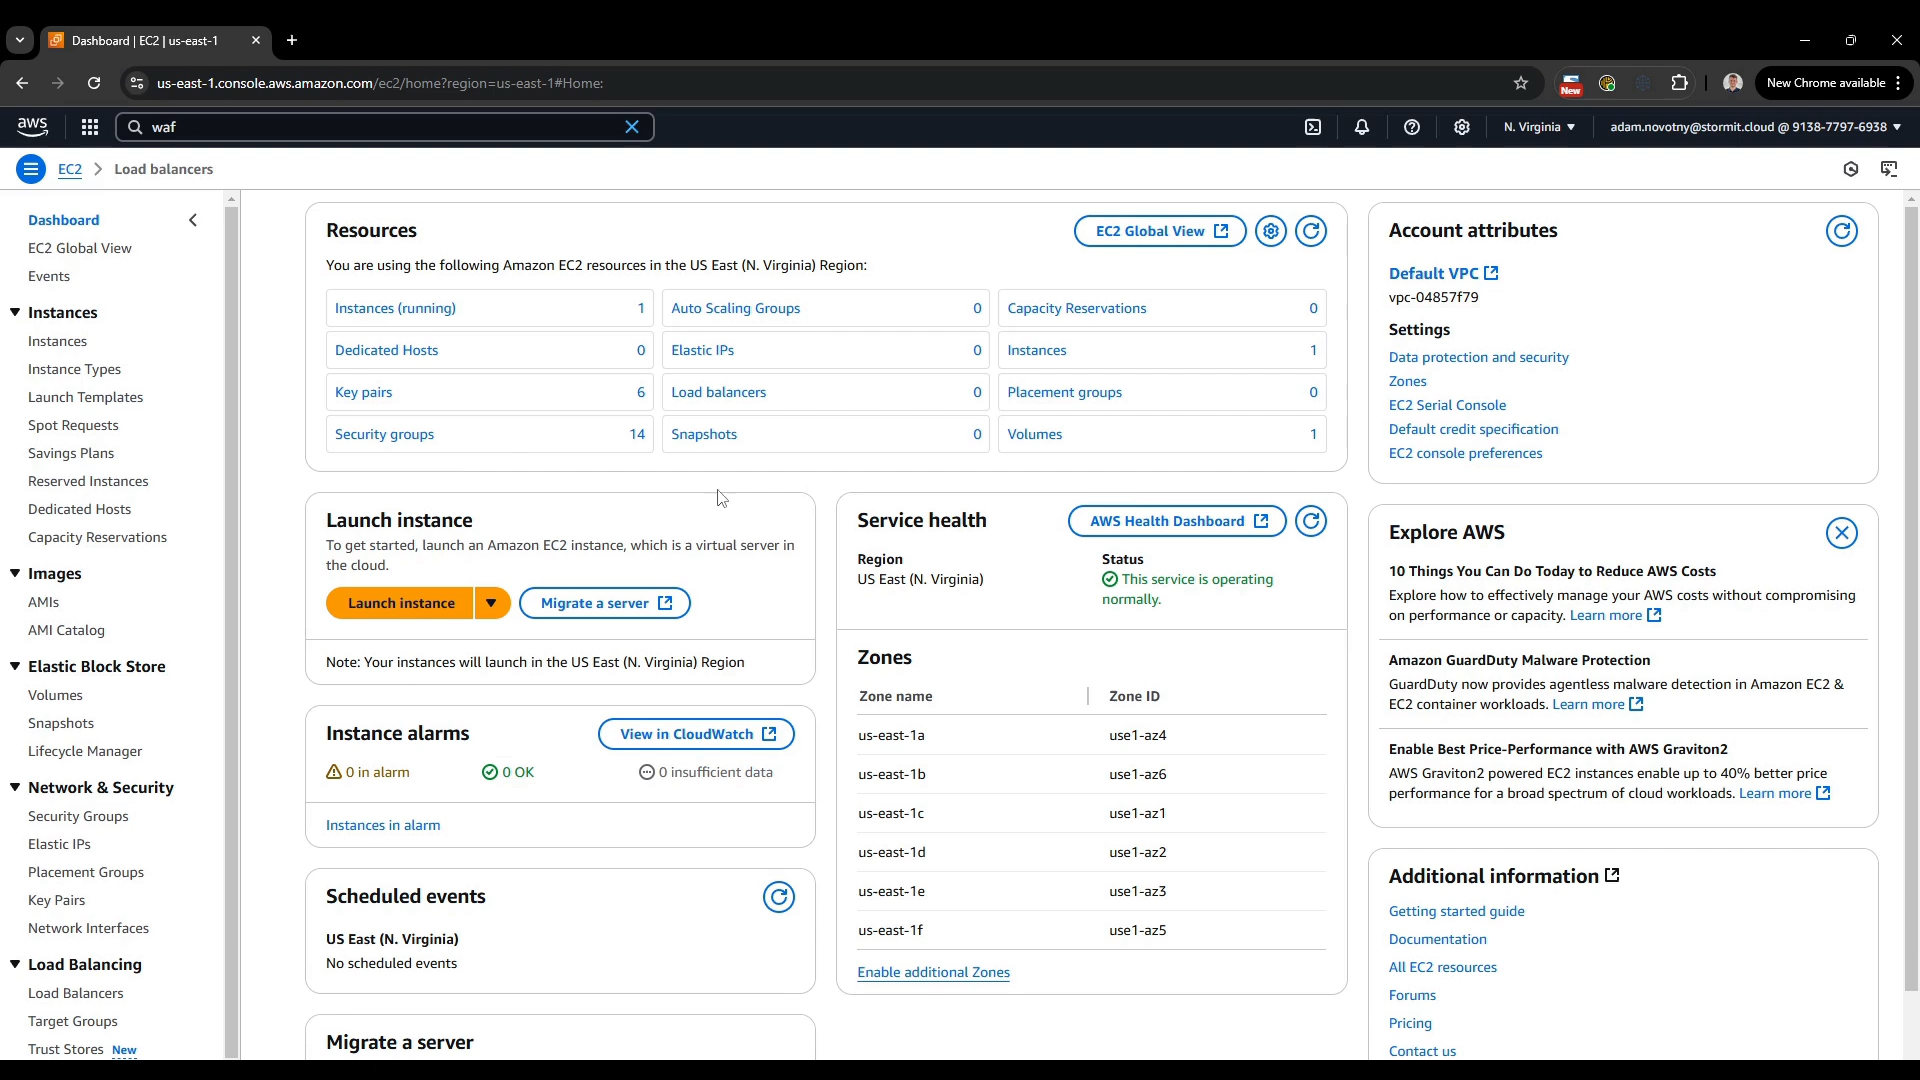 Dashboard | EC2 | us-east-1
us-east-1.console.aws.amazon.com/ec2/home?region=us-east-1#Home:
New
New Chrome available
aws
waf
N. Virginia
adam.novotny@stormit.cloud @ 9138-7797-6938
EC2
Load balancers
Dashboard
EC2 Global View
Events
Instances
Instances
Instance Types
Launch Templates
Spot Requests
Savings Plans
Reserved Instances
Dedicated Hosts
Capacity Reservations
Images
AMIs
AMI Catalog
Elastic Block Store
Volumes
Snapshots
Lifecycle Manager
Network & Security
Security Groups
Elastic IPs
Placement Groups
Key Pairs
Network Interfaces
Load Balancing
Load Balancers
Target Groups
Trust Stores New
Resources
EC2 Global View
You are using the following Amazon EC2 resources in the US East (N. Virginia) Region:
Instances (running) 1
Auto Scaling Groups 0
Capacity Reservations 0
Dedicated Hosts 0
Elastic IPs 0
Instances 1
Key pairs 6
Load balancers 0
Placement groups 0
Security groups 14
Snapshots 0
Volumes 1
Launch instance
To get started, launch an Amazon EC2 instance, which is a virtual server in
the cloud.
Launch instance
Migrate a server
Note: Your instances will launch in the US East (N. Virginia) Region
Instance alarms
View in CloudWatch
0 in alarm
0 OK
0 insufficient data
Instances in alarm
Scheduled events
US East (N. Virginia)
No scheduled events
Migrate a server
Service health
AWS Health Dashboard
Region
US East (N. Virginia)
Status
This service is operating
normally.
Zones
Zone name Zone ID
us-east-1a use1-az4
us-east-1b use1-az6
us-east-1c use1-az1
us-east-1d use1-az2
us-east-1e use1-az3
us-east-1f use1-az5
Enable additional Zones
Account attributes
Default VPC
vpc-04857f79
Settings
Data protection and security
Zones
EC2 Serial Console
Default credit specification
EC2 console preferences
Explore AWS
10 Things You Can Do Today to Reduce AWS Costs
Explore how to effectively manage your AWS costs without compromising
on performance or capacity. Learn more
Amazon GuardDuty Malware Protection
GuardDuty now provides agentless malware detection in Amazon EC2 &
EC2 container workloads. Learn more
Enable Best Price-Performance with AWS Graviton2
AWS Graviton2 powered EC2 instances enable up to 40% better price
performance for a broad spectrum of cloud workloads. Learn more
Additional information
Getting started guide
Documentation
All EC2 resources
Forums
Pricing
Contact us